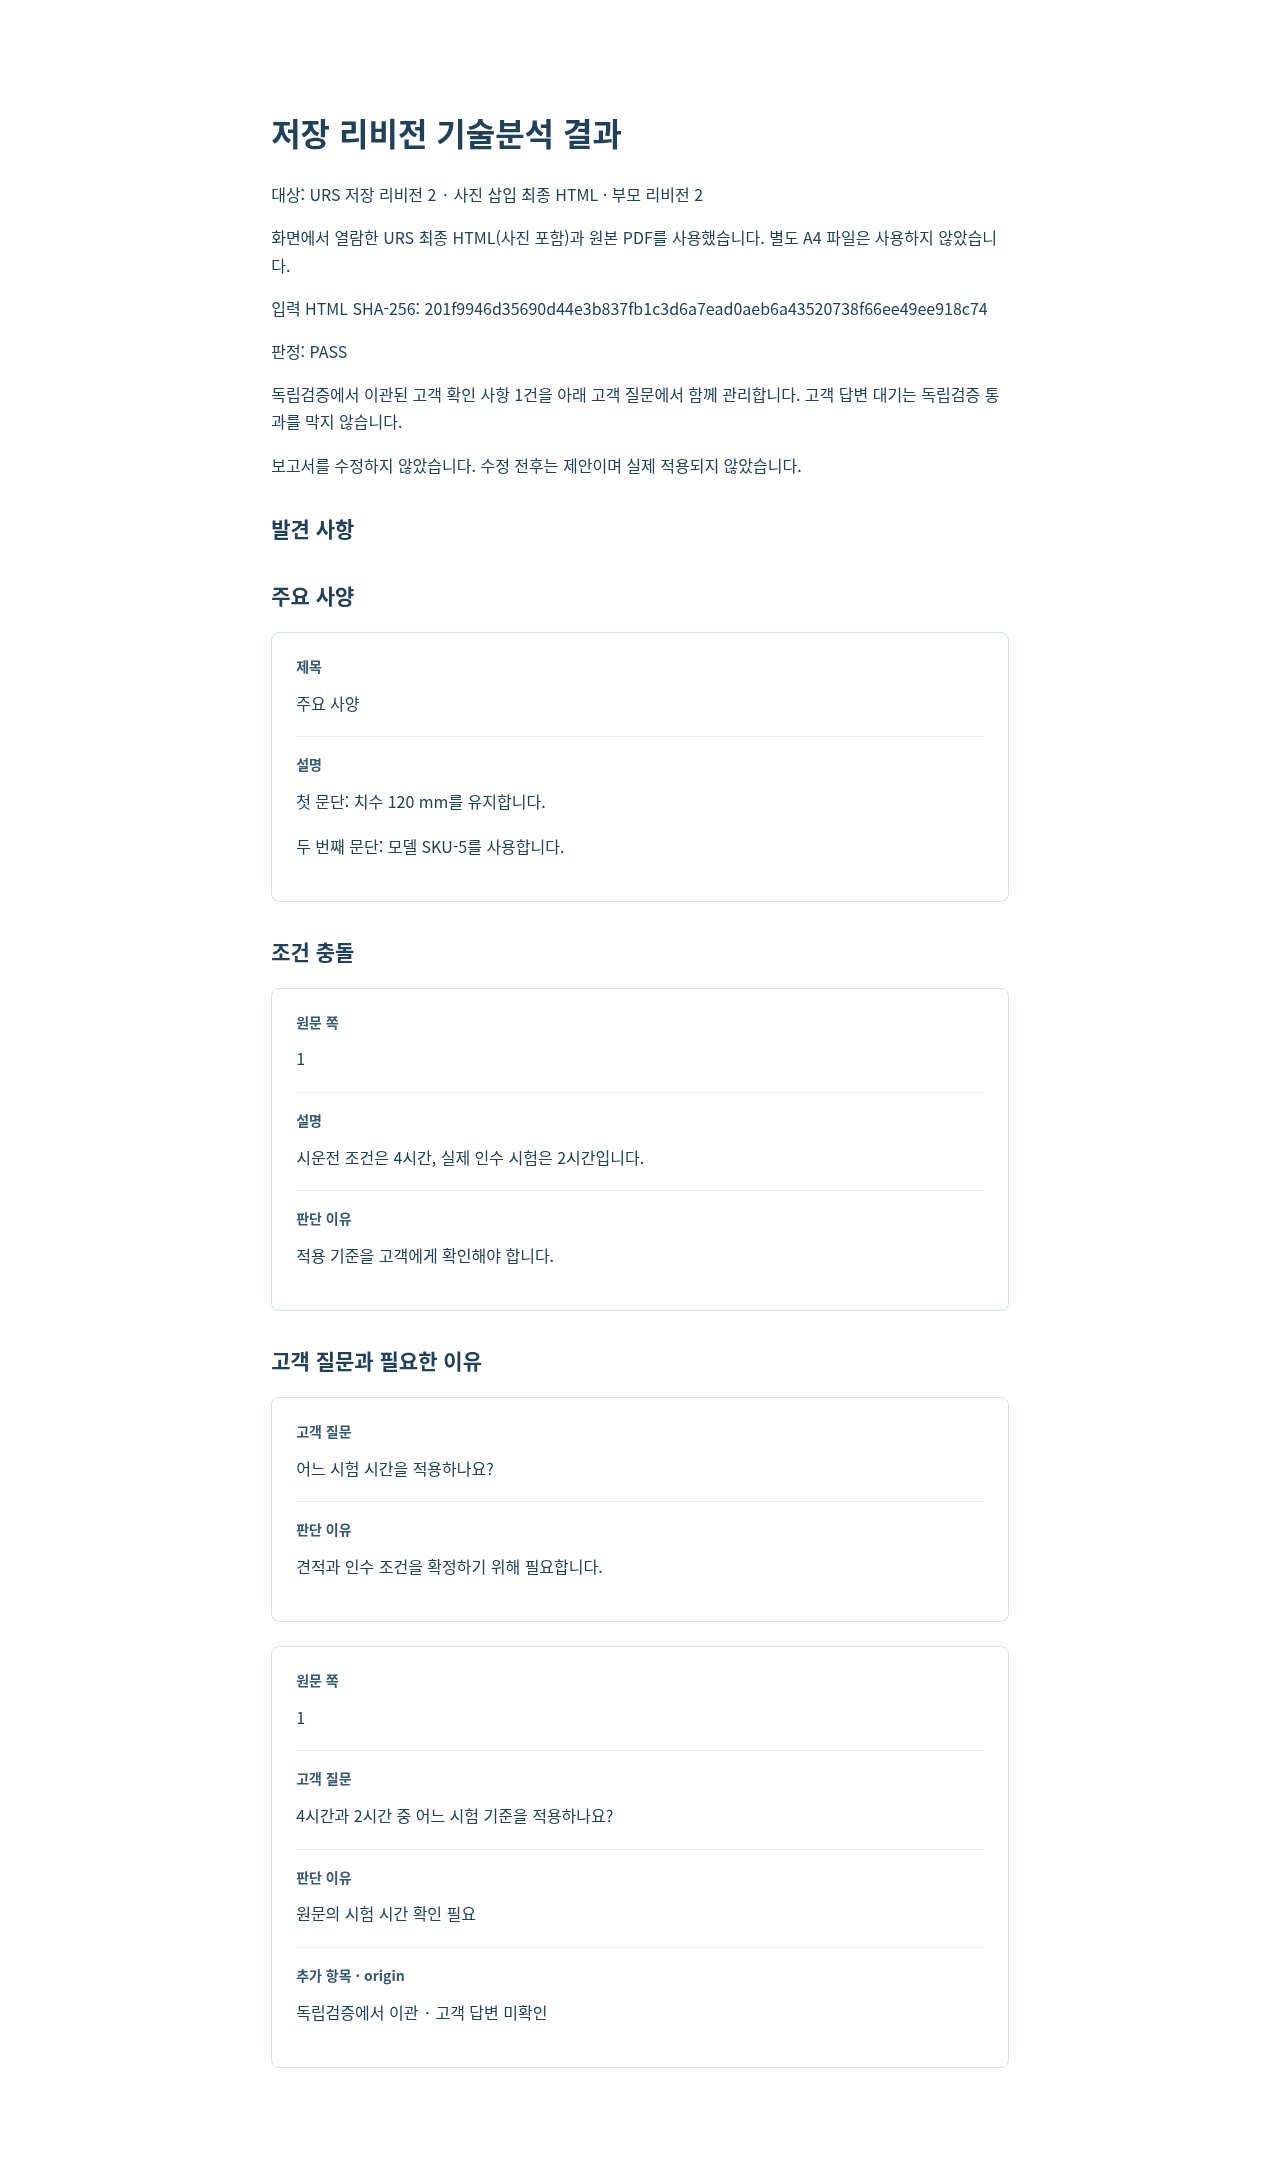 저장 리비전 기술분석 결과
대상: URS 저장 리비전 2 · 사진 삽입 최종 HTML · 부모 리비전 2
화면에서 열람한 URS 최종 HTML(사진 포함)과 원본 PDF를 사용했습니다. 별도 A4 파일은 사용하지 않았습니
다.
입력 HTML SHA-256: 201f9946d35690d44e3b837fb1c3d6a7ead0aeb6a43520738f66ee49ee918c74
판정: PASS
독립검증에서 이관된 고객 확인 사항 1건을 아래 고객 질문에서 함께 관리합니다. 고객 답변 대기는 독립검증 통
과를 막지 않습니다.
보고서를 수정하지 않았습니다. 수정 전후는 제안이며 실제 적용되지 않았습니다.
발견 사항
주요 사양
제목
주요 사양
설명
첫 문단: 치수 120 mm를 유지합니다.
두 번째 문단: 모델 SKU-5를 사용합니다.
조건 충돌
원문 쪽
1
설명
시운전 조건은 4시간, 실제 인수 시험은 2시간입니다.
판단 이유
적용 기준을 고객에게 확인해야 합니다.
고객 질문과 필요한 이유
고객 질문
어느 시험 시간을 적용하나요?
판단 이유
견적과 인수 조건을 확정하기 위해 필요합니다.
원문 쪽
1
고객 질문
4시간과 2시간 중 어느 시험 기준을 적용하나요?
판단 이유
원문의 시험 시간 확인 필요
추가 항목 · origin
독립검증에서 이관 · 고객 답변 미확인